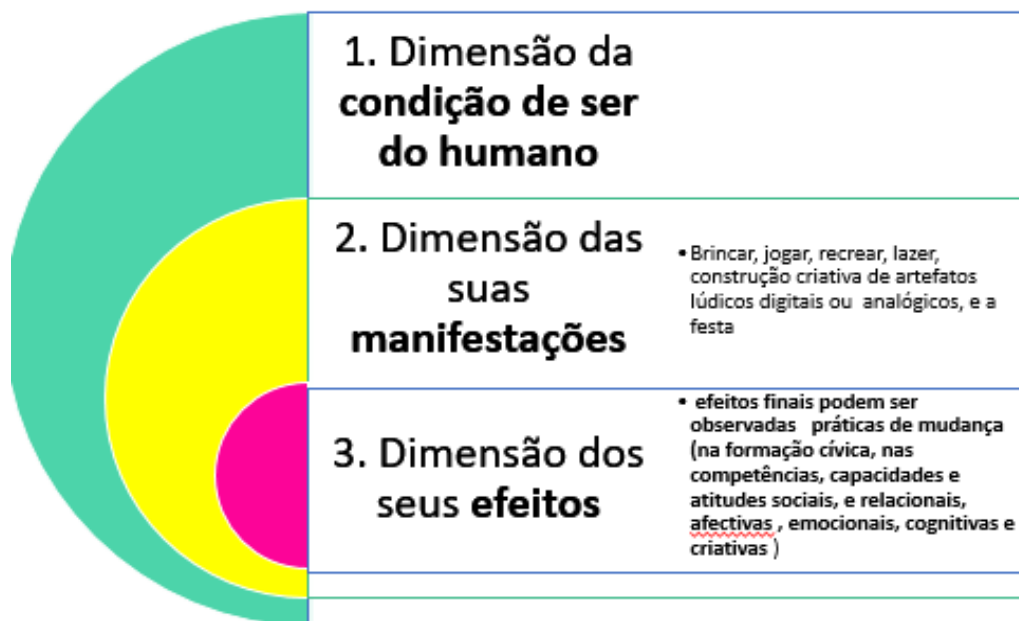 1. Dimensão da
condição de ser
do humano
2. Dimensão das
suas
manifestações
• Brincar, jogar, recrear, lazer,
construção criativa de artefatos
lúdicos digitais ou analógicos, e a
festa
3. Dimensão dos
seus efeitos
• efeitos finais podem ser
observadas práticas de mudança
(na formação cívica, nas
competências, capacidades e
atitudes sociais, e relacionais,
afectivas , emocionais, cognitivas e
criativas )